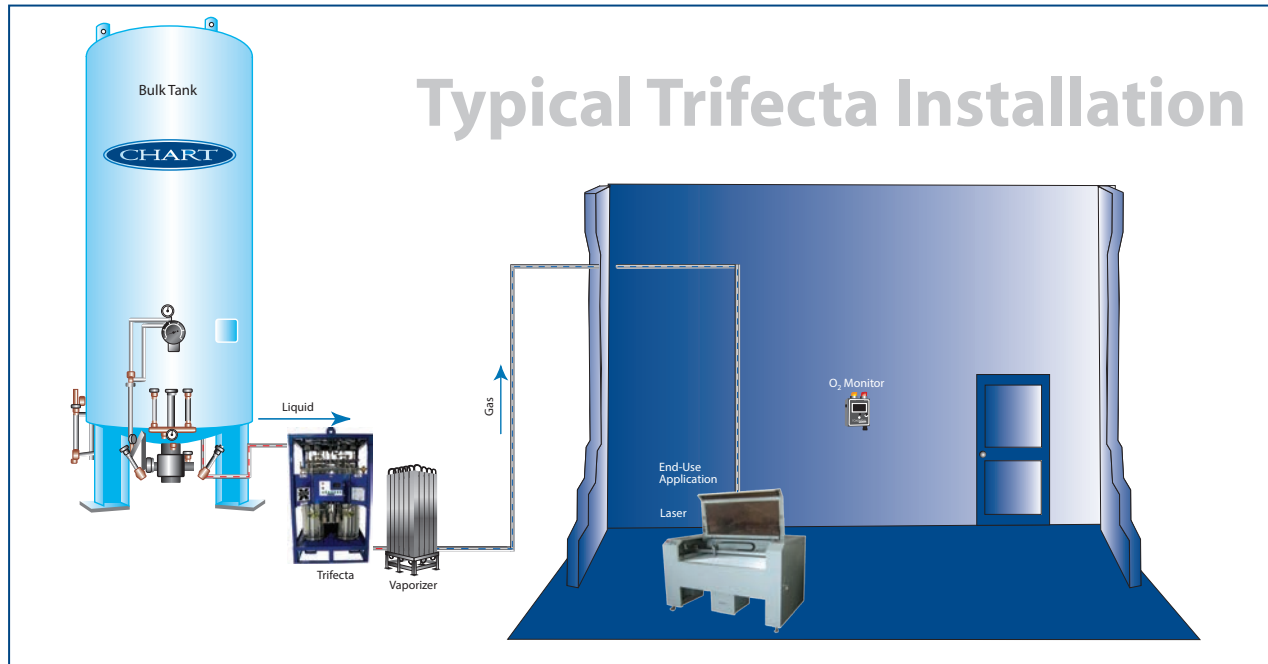 Typical Trifecta Installation
Bulk Tank
CHART
Liquid
Gas
Trifecta
Vaporizer
O₂ Monitor
End-Use
Application
Laser